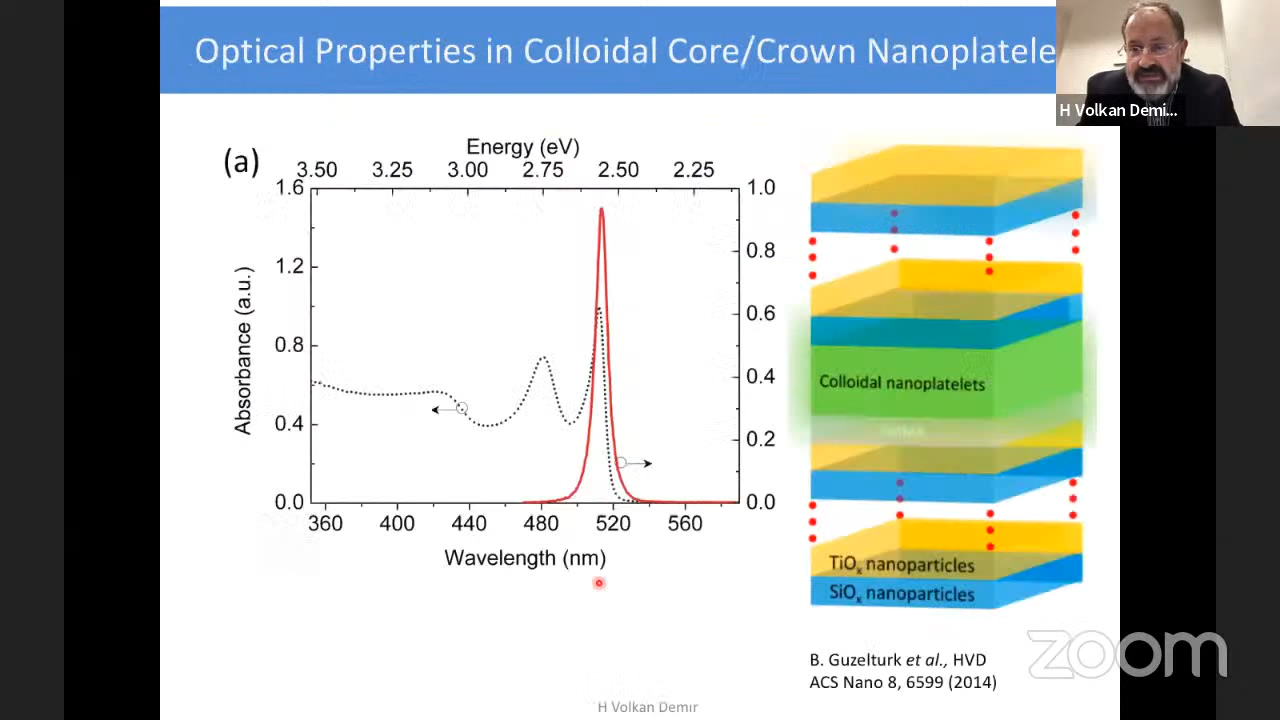 Optical Properties in Colloidal Core/Crown Nanoplatele
H Volkan Demi...
(a)
Energy (eV)
3.50 3.25 3.00 2.75 2.50 2.25
1.6
1.2
0.8
0.4
0.0
Absorbance (a.u.)
1.0
0.8
0.6
0.4
0.2
0.0
360 400 440 480 520 560
Wavelength (nm)
Colloidal nanoplatelets
TiOx nanoparticles
SiOx nanoparticles
B. Guzelturk et al., HVD
ACS Nano 8, 6599 (2014)
zoom
H Volkan Demir